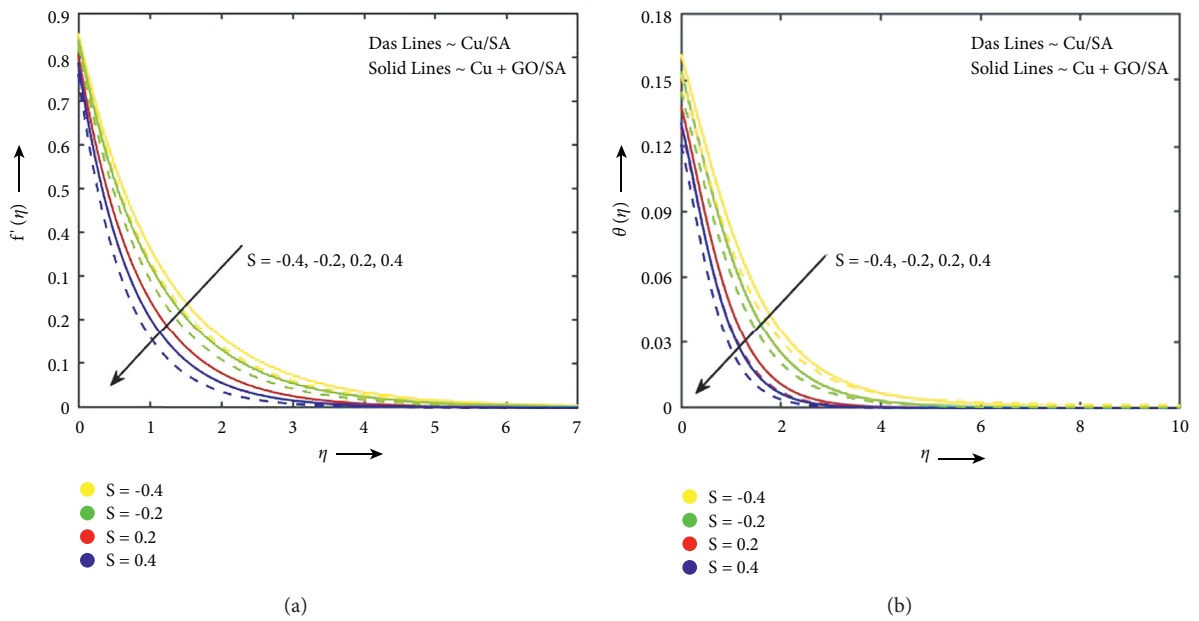 0.9
0.8
0.7
0.6
0.5
0.4
0.3
0.2
0.1
0
f' (η)
Das Lines ~ Cu/SA
Solid Lines ~ Cu + GO/SA
S = -0.4, -0.2, 0.2, 0.4
0 1 2 3 4 5 6 7
η
S = -0.4
S = -0.2
S = 0.2
S = 0.4
(a)
0.18
0.15
0.12
0.09
0.06
0.03
0
θ (η)
Das Lines ~ Cu/SA
Solid Lines ~ Cu + GO/SA
S = -0.4, -0.2, 0.2, 0.4
0 2 4 6 8 10
η
S = -0.4
S = -0.2
S = 0.2
S = 0.4
(b)